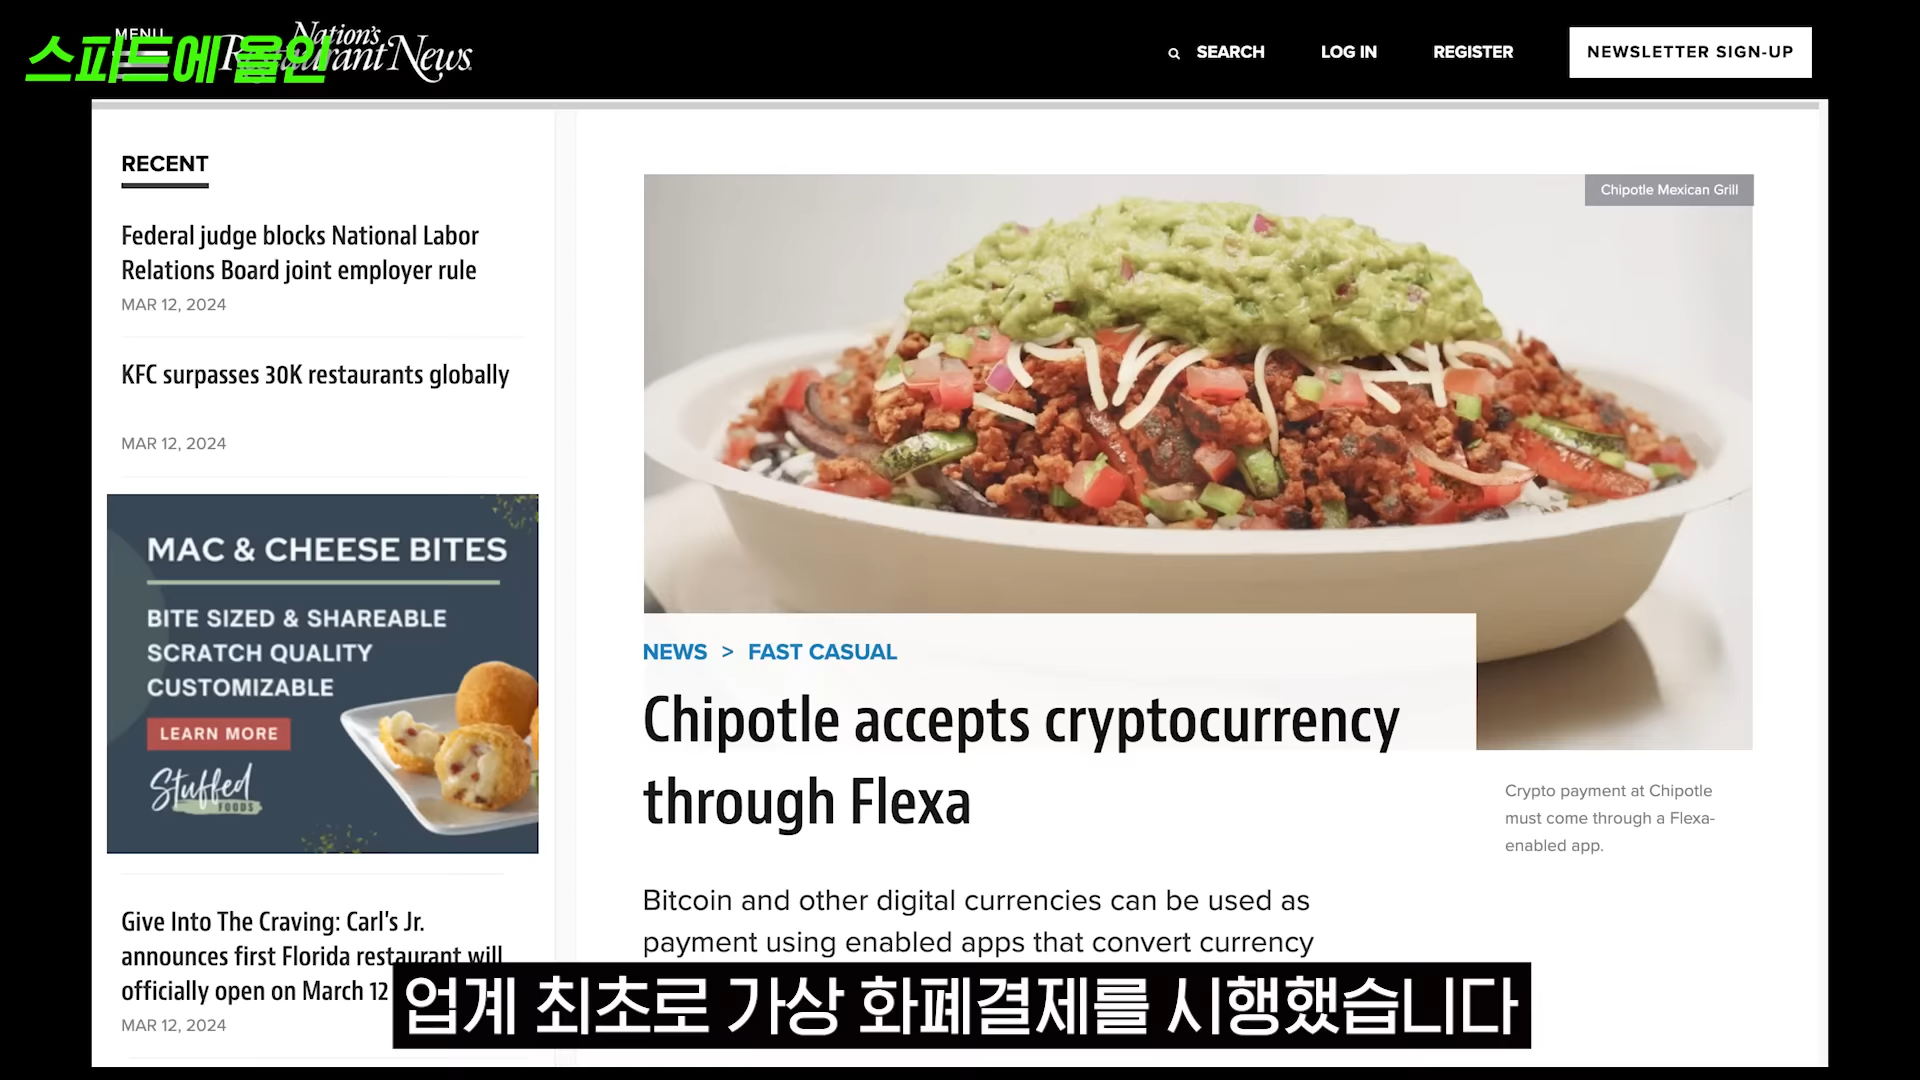 MENU
스피드에 올인
Nation's
Restaurant News
SEARCH
LOG IN
REGISTER
NEWSLETTER SIGN-UP
RECENT
Federal judge blocks National Labor
Relations Board joint employer rule
MAR 12, 2024
KFC surpasses 30K restaurants globally
MAR 12, 2024
MAC & CHEESE BITES
BITE SIZED & SHAREABLE
SCRATCH QUALITY
CUSTOMIZABLE
LEARN MORE
Stuffed
FOODS
Give Into The Craving: Carl's Jr.
announces first Florida restaurant will
officially open on March 12
MAR 12, 2024
Chipotle Mexican Grill
NEWS > FAST CASUAL
Chipotle accepts cryptocurrency
through Flexa
Crypto payment at Chipotle
must come through a Flexa-
enabled app.
Bitcoin and other digital currencies can be used as
payment using enabled apps that convert currency
업계 최초로 가상 화폐결제를 시행했습니다